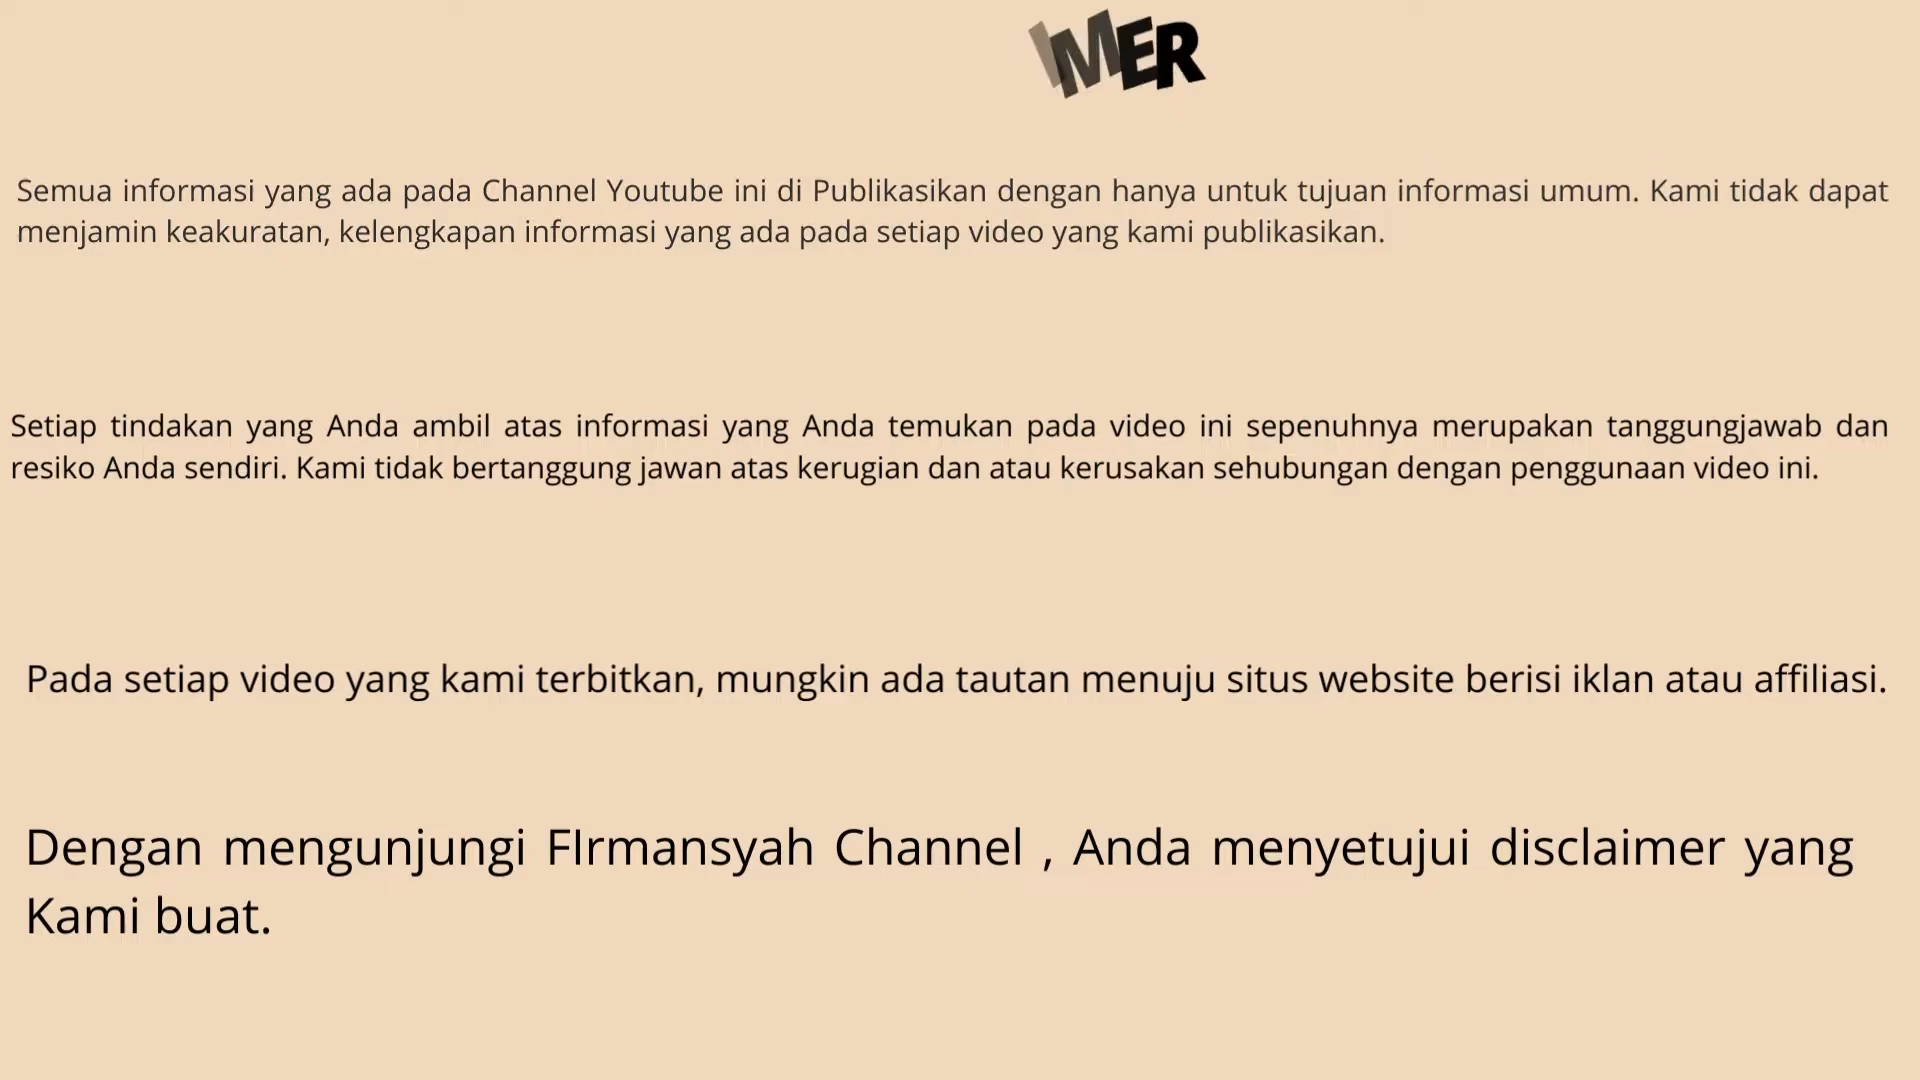 IMER
Semua informasi yang ada pada Channel Youtube ini di Publikasikan dengan hanya untuk tujuan informasi umum. Kami tidak dapat
menjamin keakuratan, kelengkapan informasi yang ada pada setiap video yang kami publikasikan.
Setiap tindakan yang Anda ambil atas informasi yang Anda temukan pada video ini sepenuhnya merupakan tanggungjawab dan
resiko Anda sendiri. Kami tidak bertanggung jawan atas kerugian dan atau kerusakan sehubungan dengan penggunaan video ini.
Pada setiap video yang kami terbitkan, mungkin ada tautan menuju situs website berisi iklan atau affiliasi.
Dengan mengunjungi FIrmansyah Channel , Anda menyetujui disclaimer yang
Kami buat.